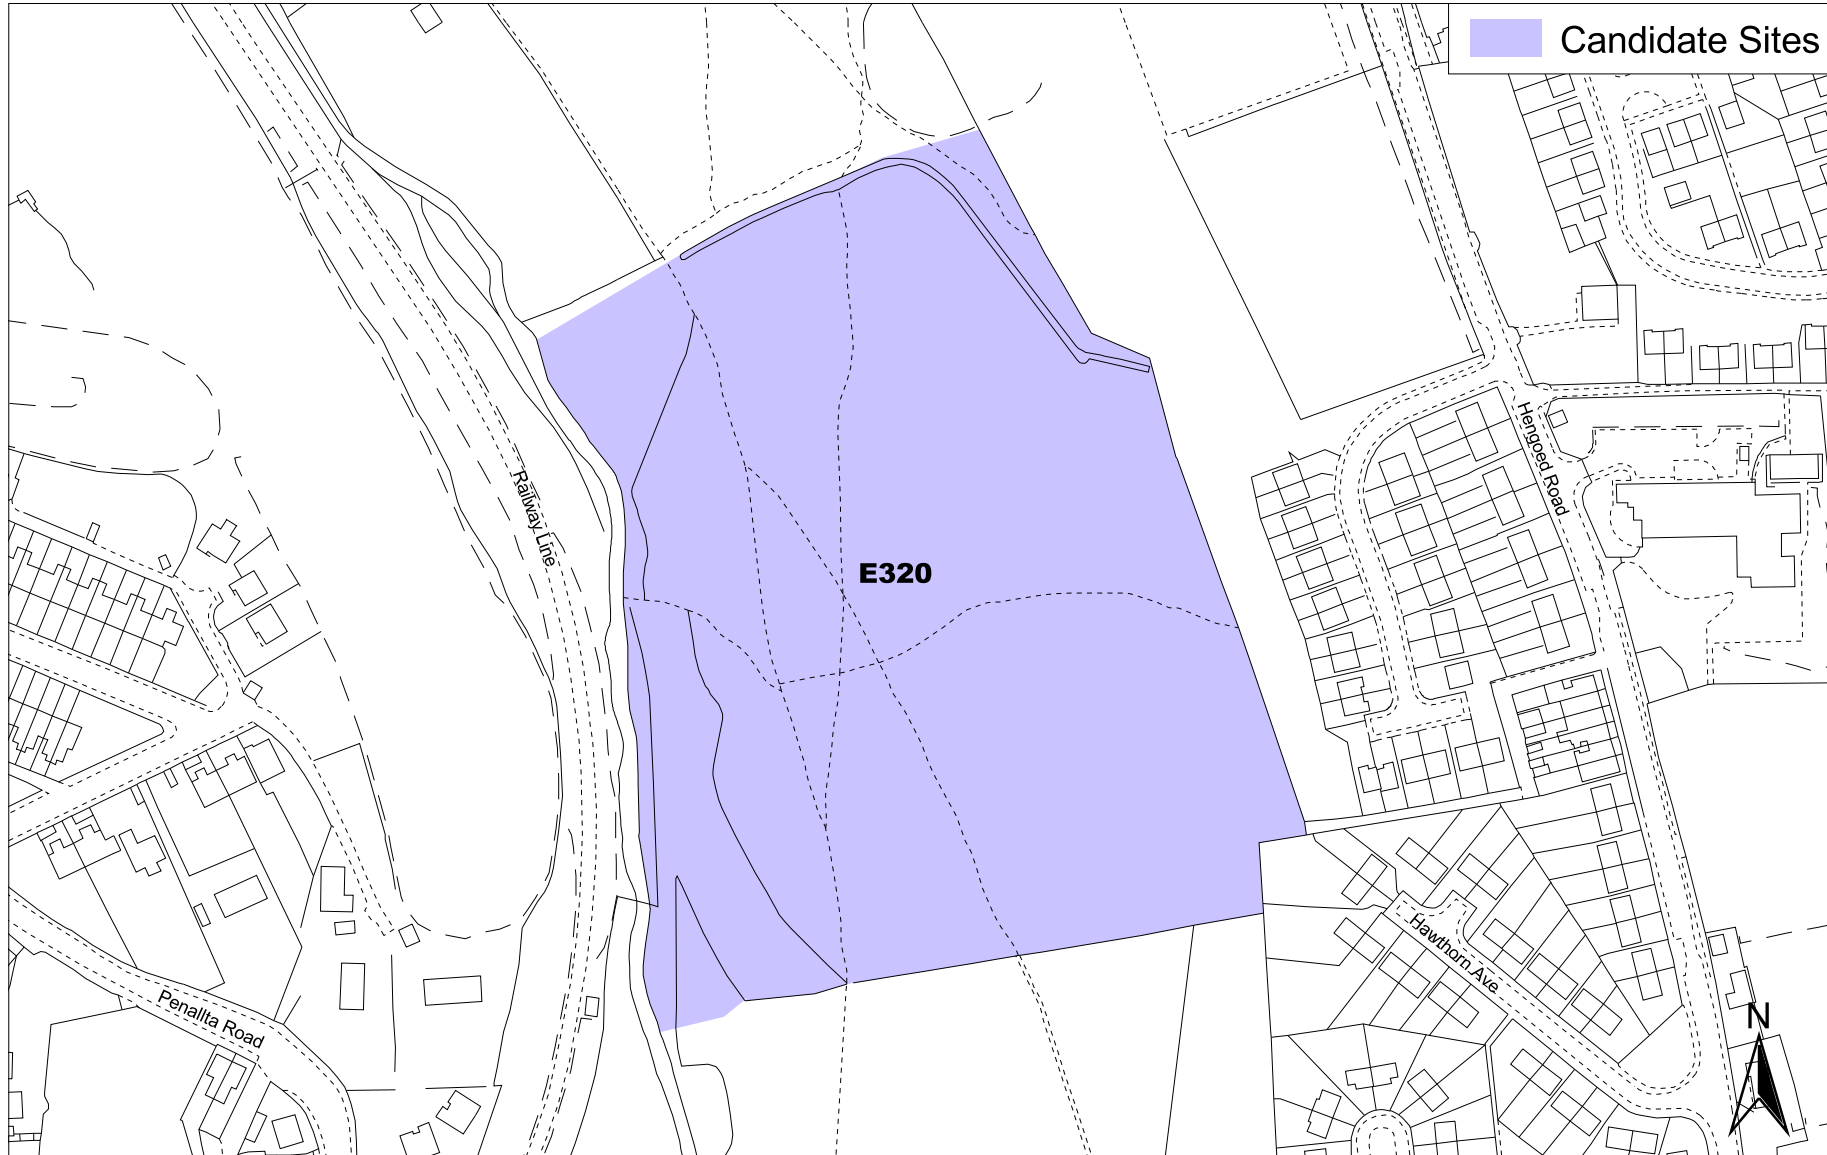 Candidate Sites
Hengoed Road
Railway Line
E320
Hawthorn Ave
Penallta Road
N